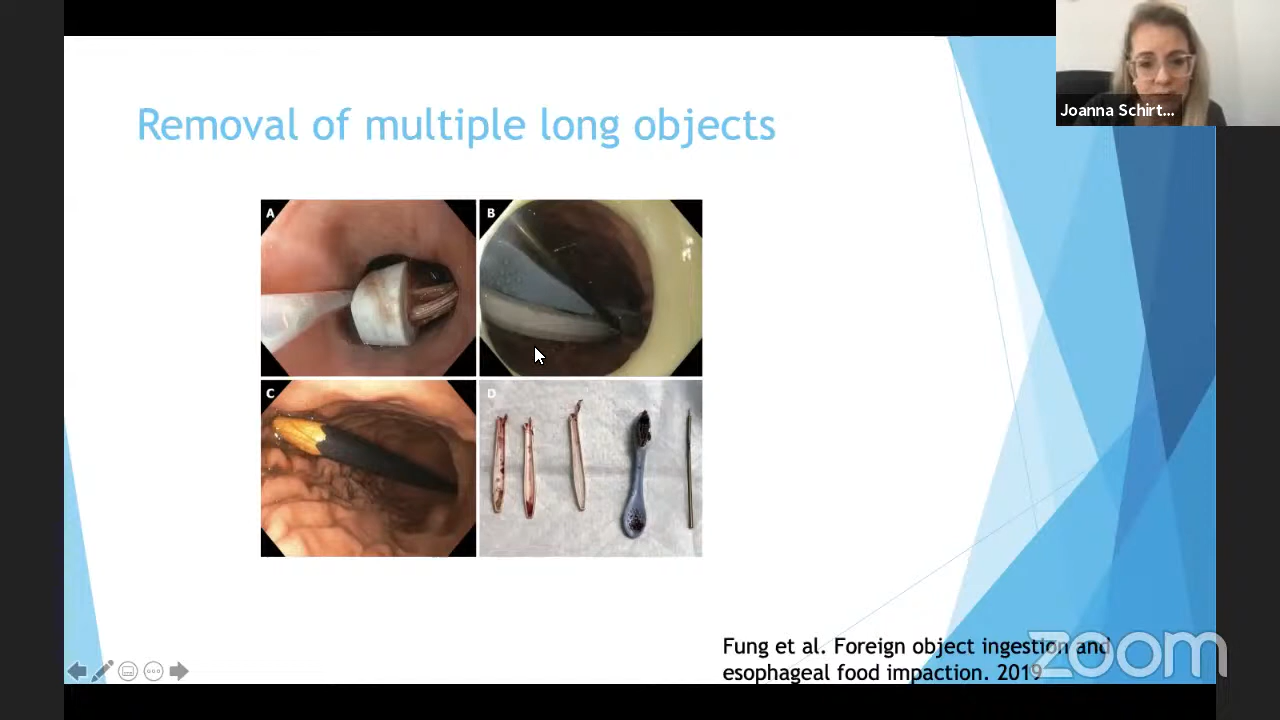 Joanna Schirt...
Removal of multiple long objects
A
B
C
D
Fung et al. Foreign object ingestion and
esophageal food impaction. 2019
zoom